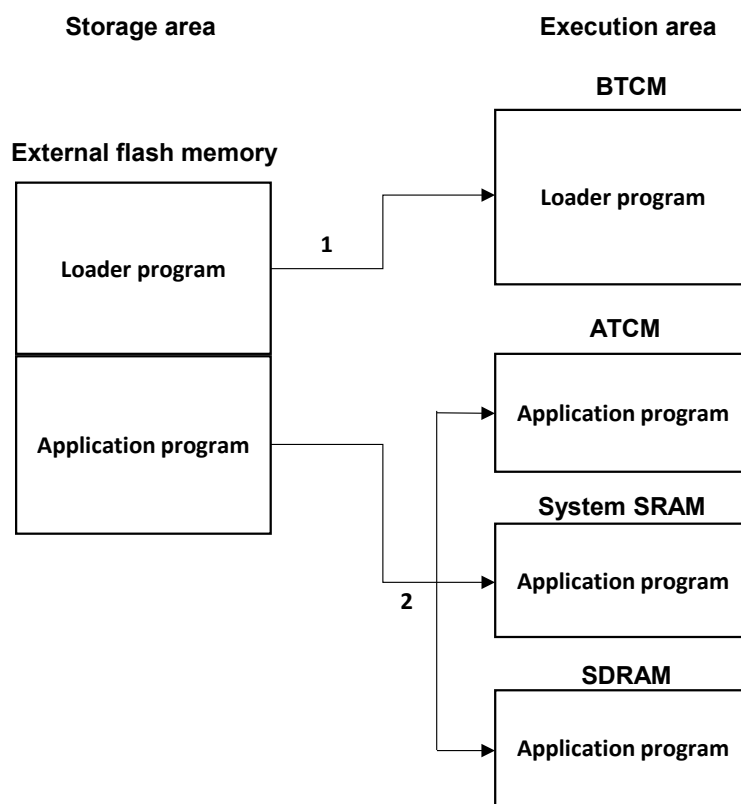 Storage area
Execution area
BTCM
External flash memory
Loader program
Loader program
1
ATCM
Application program
Application program
System SRAM
Application program
2
SDRAM
Application program